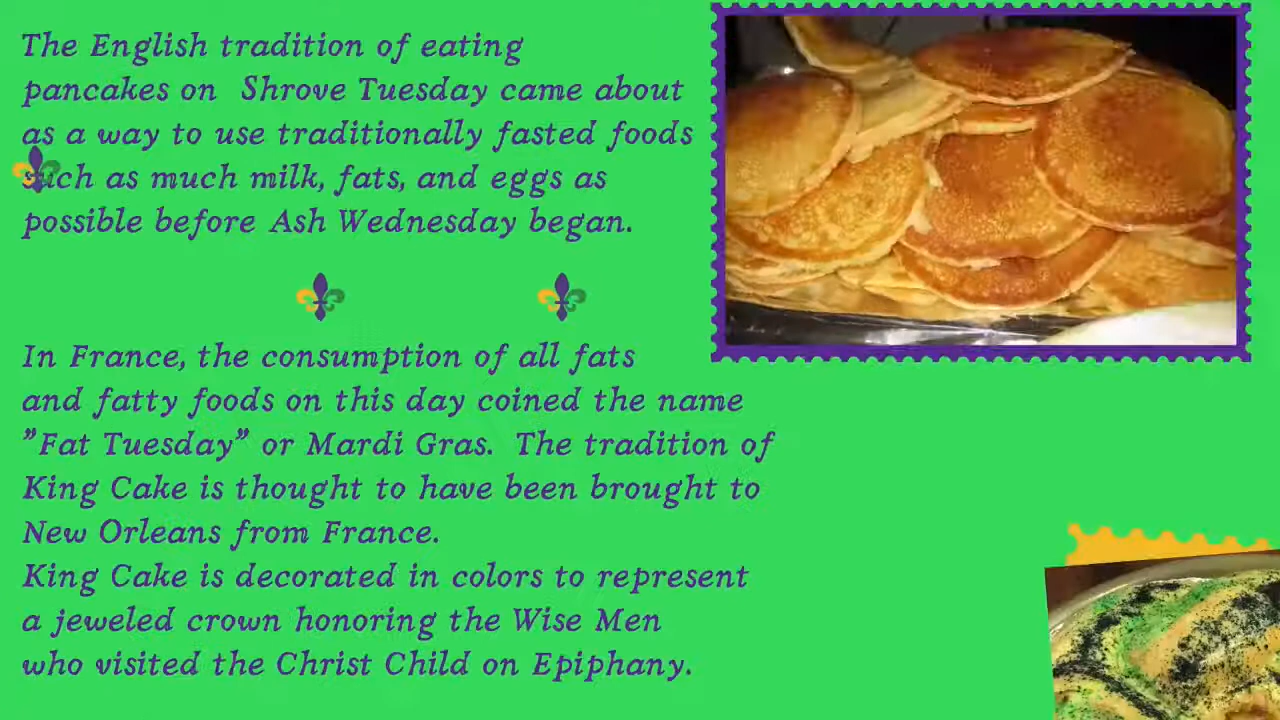 The English tradition of eating
pancakes on Shrove Tuesday came about
as a way to use traditionally fasted foods
such as much milk, fats, and eggs as
possible before Ash Wednesday began.
In France, the consumption of all fats
and fatty foods on this day coined the name
"Fat Tuesday" or Mardi Gras. The tradition of
King Cake is thought to have been brought to
New Orleans from France.
King Cake is decorated in colors to represent
a jeweled crown honoring the Wise Men
who visited the Christ Child on Epiphany.